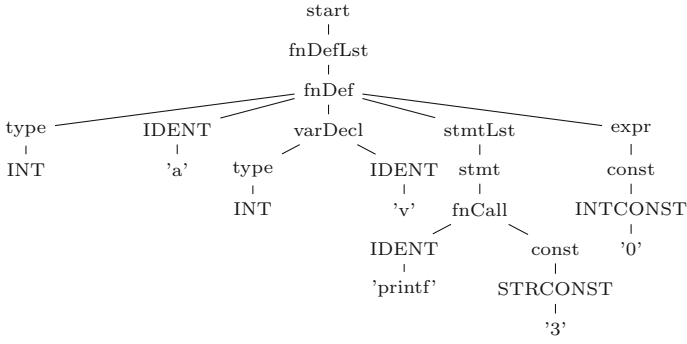 start
fnDefLst
fnDef
type IDENT varDecl stmtLst expr
INT 'a' type IDENT stmt const
INT 'v' fnCall INTCONST
IDENT const '0'
'printf' STRCONST
'3'